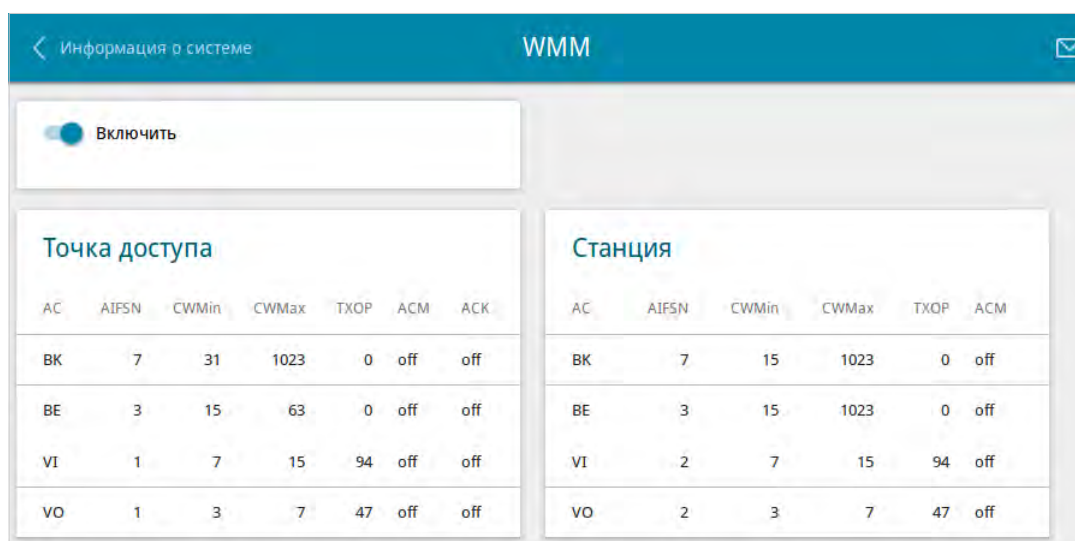 Информация о системе WMM
Включить
Точка доступа
AC AIFSN CWMin CWMax TXOP ACM ACK
BK 7 31 1023 0 off off
BE 3 15 63 0 off off
VI 1 7 15 94 off off
VO 1 3 7 47 off off
Станция
AC AIFSN CWMin CWMax TXOP ACM
BK 7 15 1023 0 off
BE 3 15 1023 0 off
VI 2 7 15 94 off
VO 2 3 7 47 off